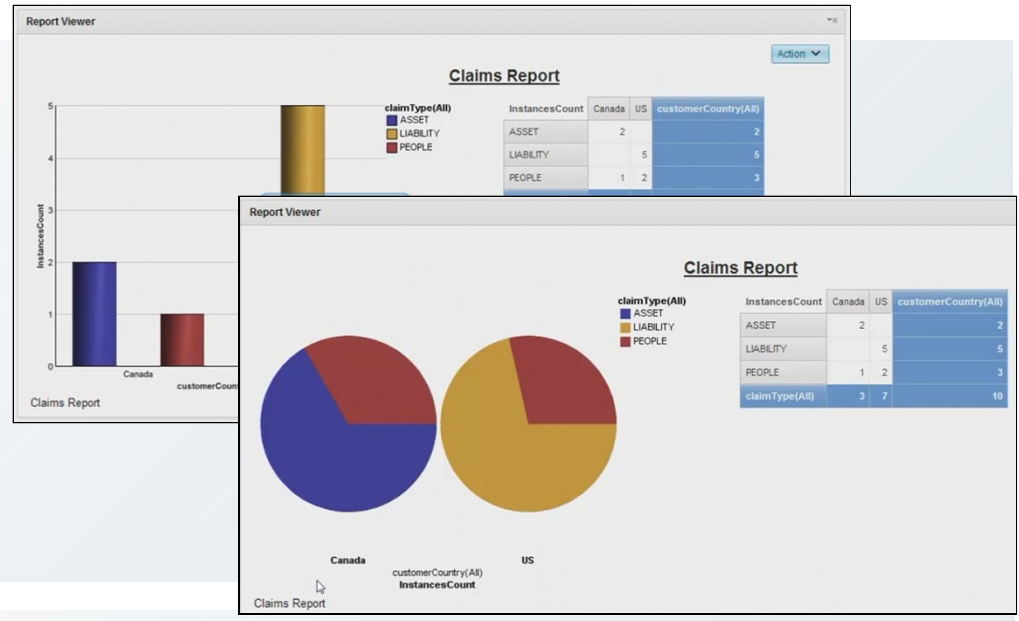 Report Viewer
Action
Claims Report
5
4
3
2
1
0
InstancesCount
Canada
claimType(All)
ASSET
LIABILITY
PEOPLE
InstancesCount Canada US customerCountry(All)
ASSET 2 2
LIABILITY 5 5
PEOPLE 1 2 3
Claims Report
Report Viewer
Claims Report
claimType(All)
ASSET
LIABILITY
PEOPLE
InstancesCount Canada US customerCountry(All)
ASSET 2 2
LIABILITY 5 5
PEOPLE 1 2 3
claimType(All) 3 7 10
Canada US
customerCountry(All)
InstancesCount
Claims Report